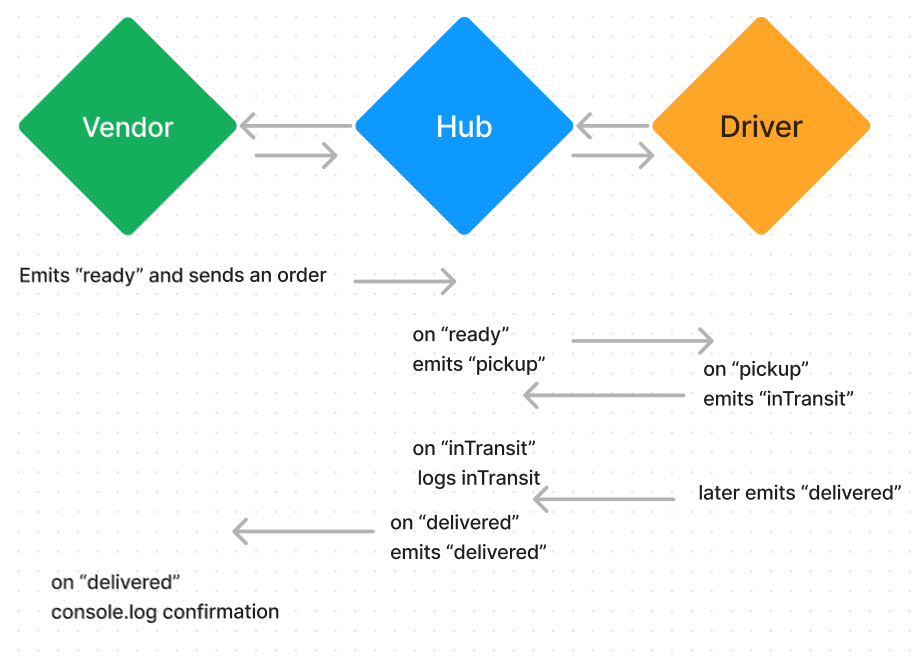 Vendor
Hub
Driver
Emits “ready” and sends an order
on “ready”
emits “pickup”
on “pickup”
emits “inTransit”
on “inTransit”
logs inTransit
later emits “delivered”
on “delivered”
emits “delivered”
on “delivered”
console.log confirmation